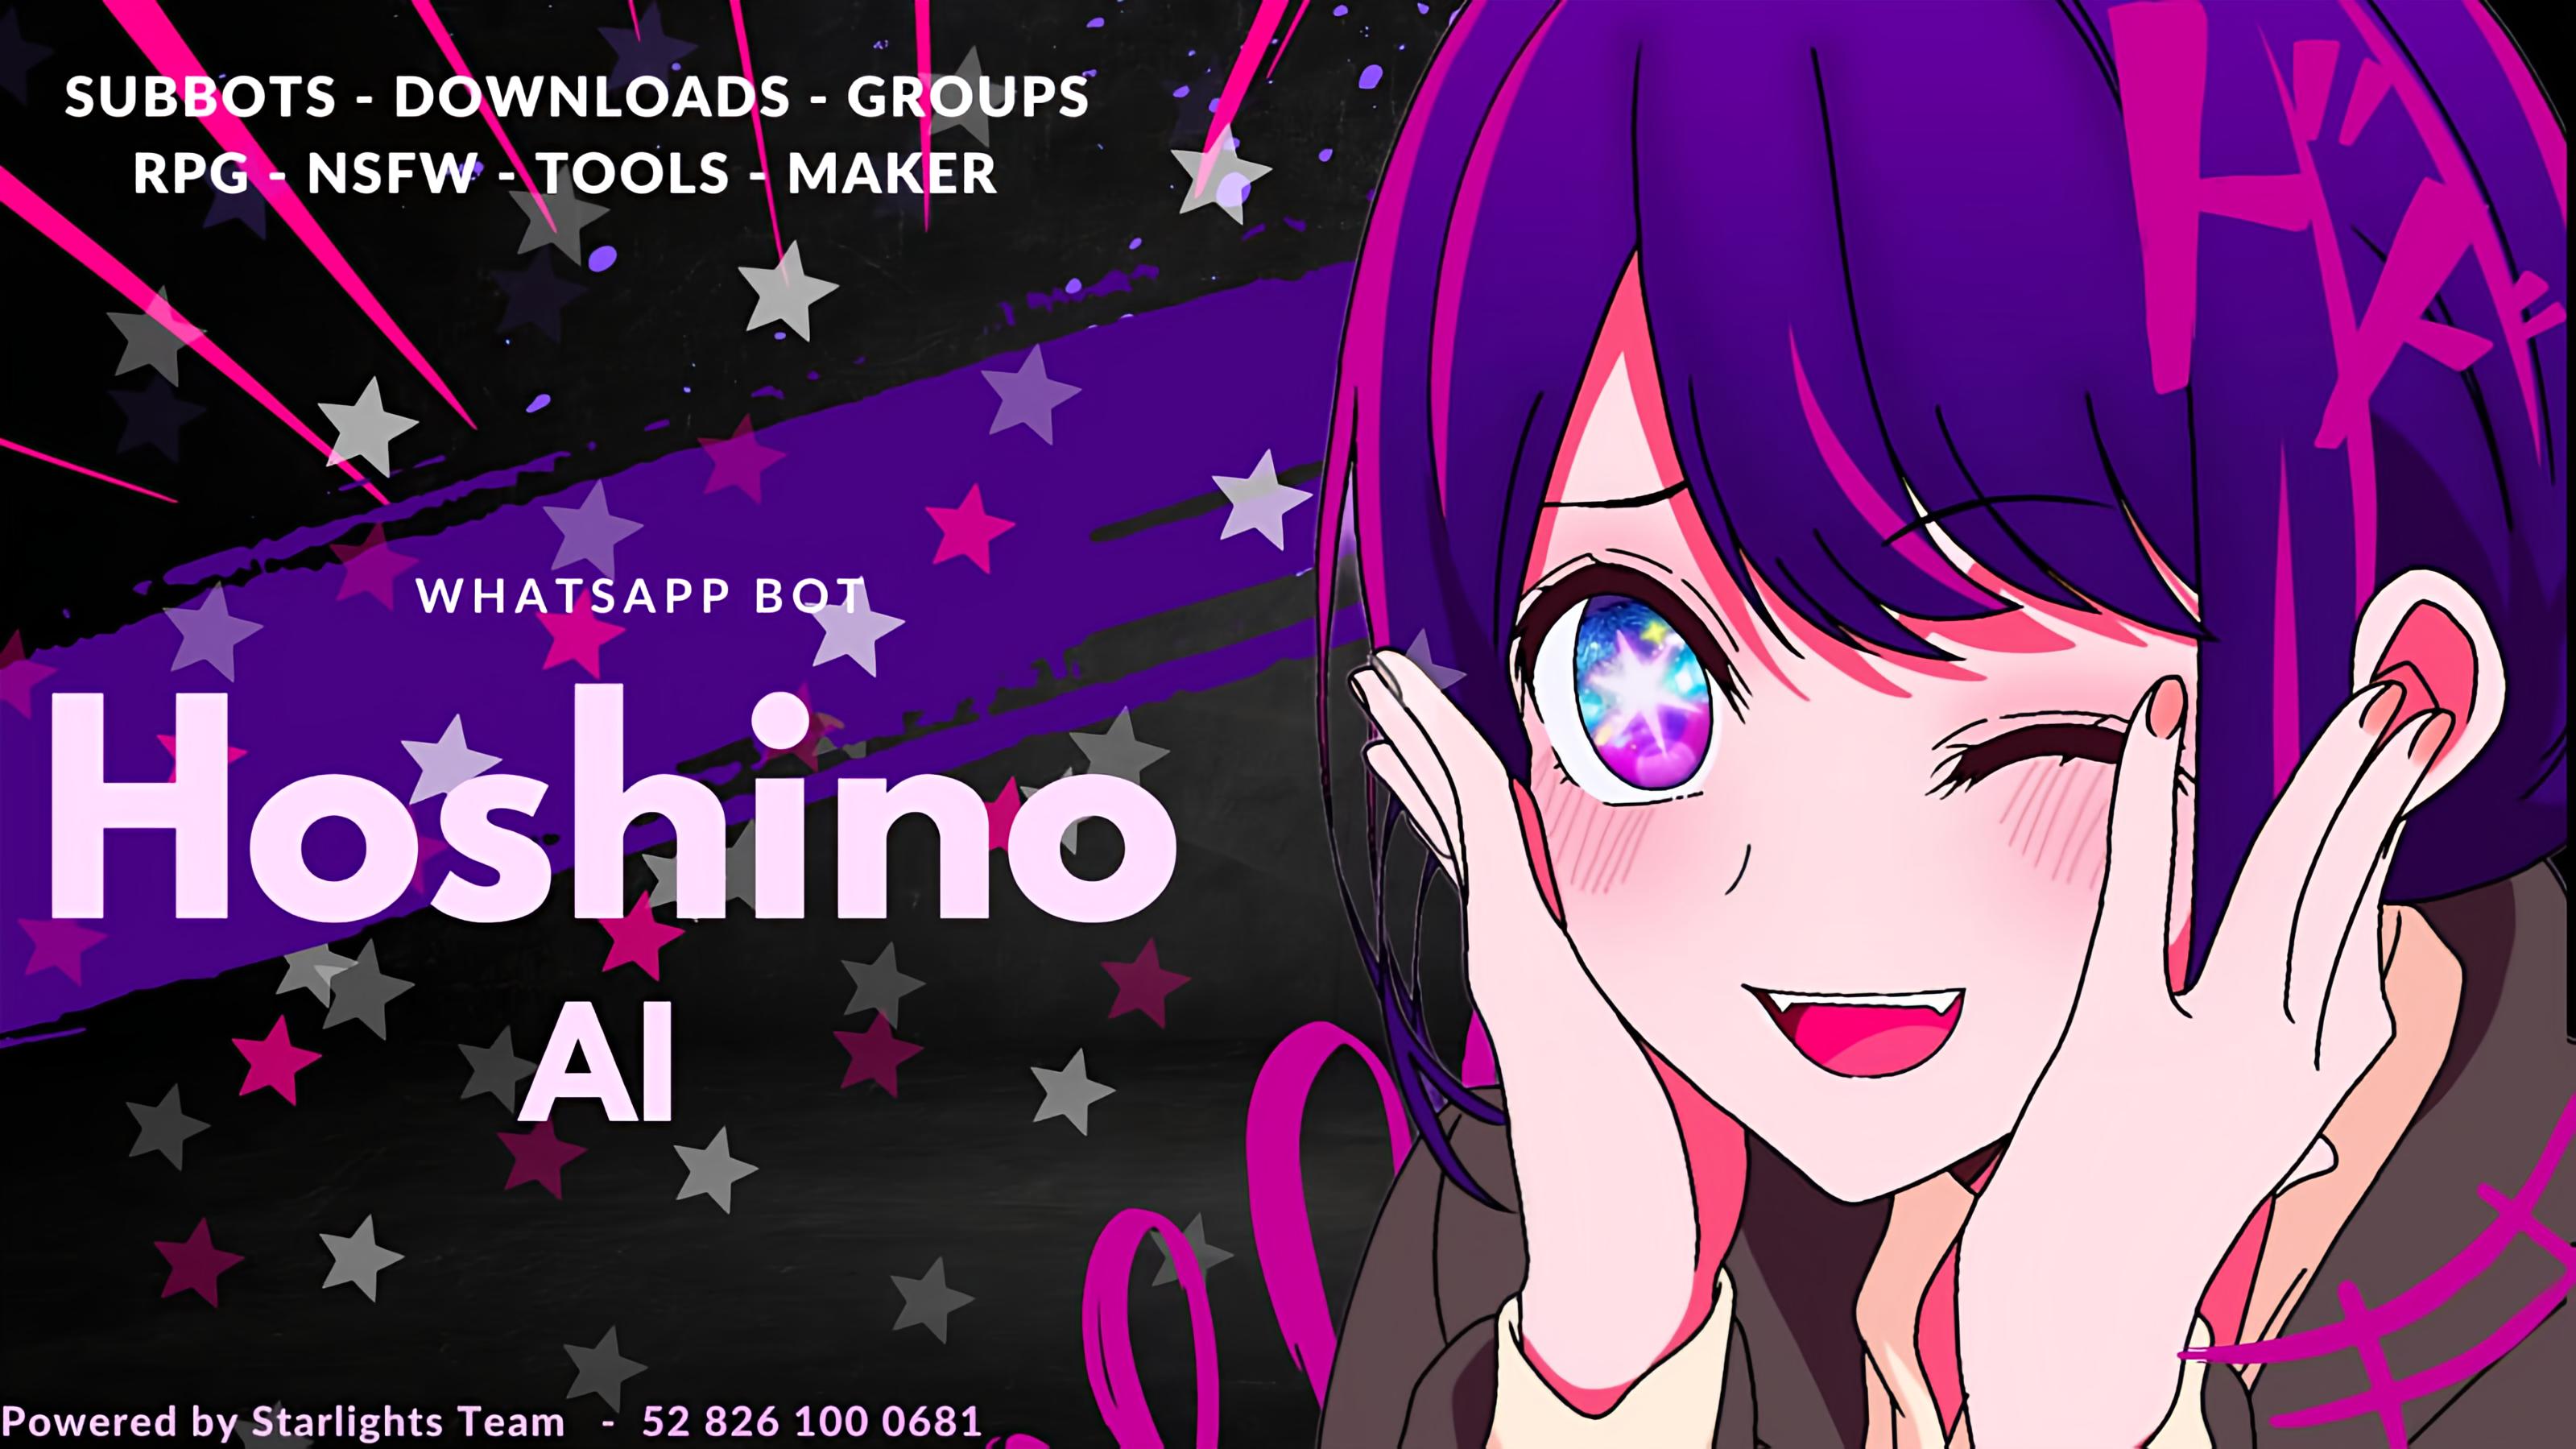 SUBBOTS - DOWNLOADS - GROUPS
RPG - NSFW - TOOLS - MAKER
WHATSAPP BOT
Hoshino
AI
Powered by Starlights Team - 52 826 100 0681